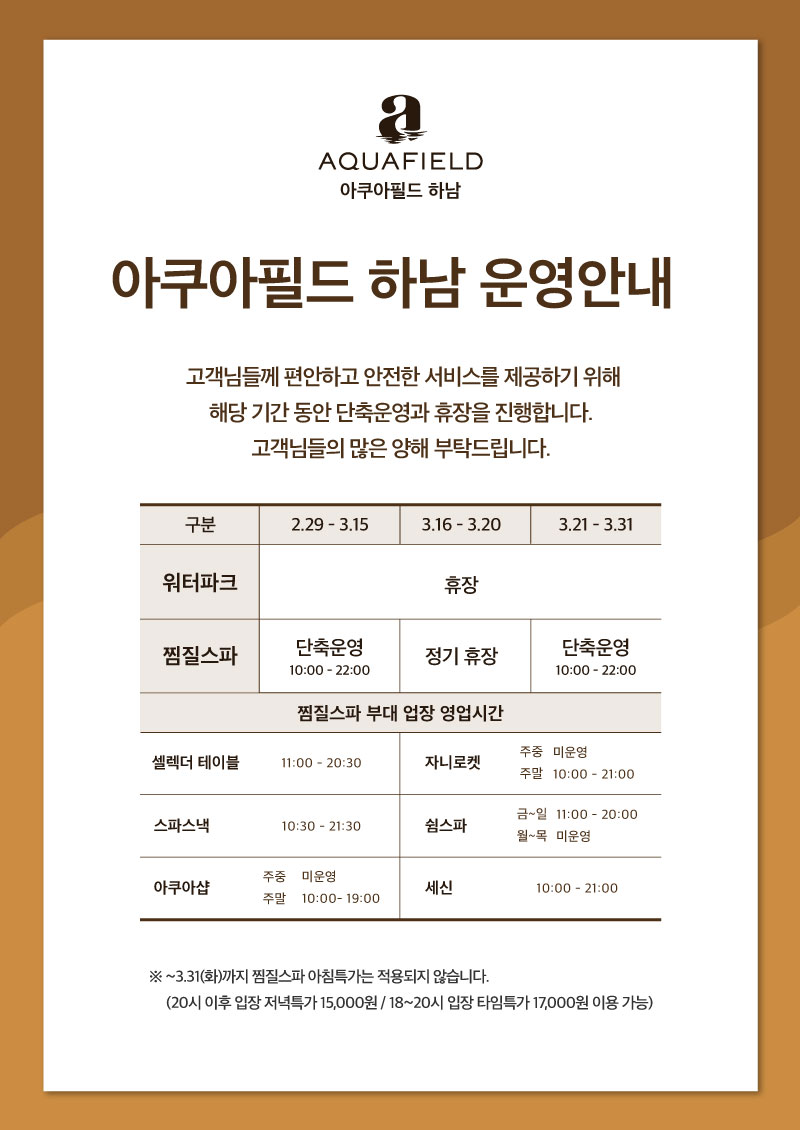 a
AQUAFIELD
아쿠아필드 하남
아쿠아필드 하남 운영안내
고객님들께 편안하고 안전한 서비스를 제공하기 위해
해당 기간 동안 단축운영과 휴장을 진행합니다.
고객님들의 많은 양해 부탁드립니다.
구분 2.29 - 3.15 3.16 - 3.20 3.21 - 3.31
워터파크 휴장
찜질스파 단축운영 10:00 - 22:00 정기 휴장 단축운영 10:00 - 22:00
찜질스파 부대 업장 영업시간
셀렉더 테이블 11:00 - 20:30 자니로켓 주중 미운영 주말 10:00 - 21:00
스파스낵 10:30 - 21:30 쉼스파 금~일 11:00 - 20:00 월~목 미운영
아쿠아샵 주중 미운영 주말 10:00- 19:00 세신 10:00 - 21:00
※ ~3.31(화)까지 찜질스파 아침특가는 적용되지 않습니다.
(20시 이후 입장 저녁특가 15,000원 / 18~20시 입장 타임특가 17,000원 이용 가능)